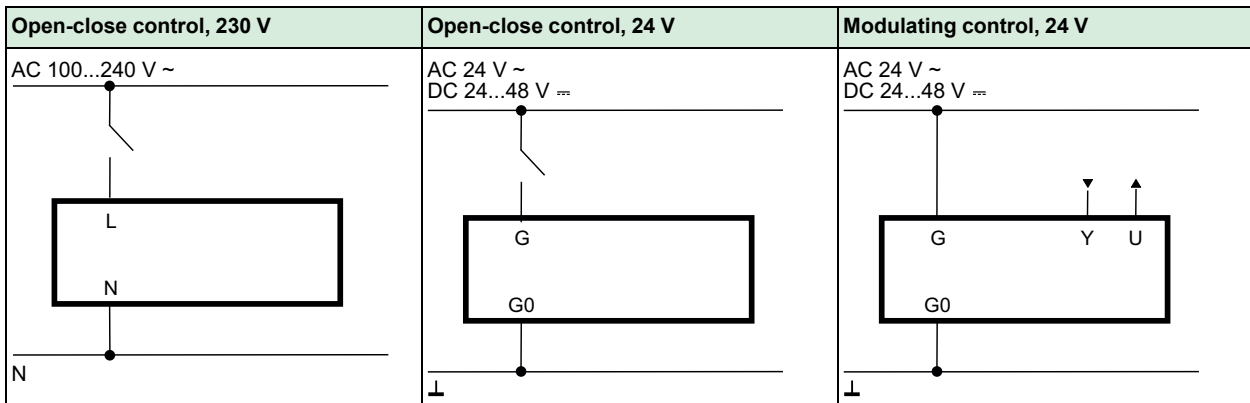 Open-close control, 230 V
Open-close control, 24 V
Modulating control, 24 V
AC 100...240 V ~
L
N
N
AC 24 V ~
DC 24...48 V ⎓
G
G0
⊥
AC 24 V ~
DC 24...48 V ⎓
G
Y
U
G0
⊥